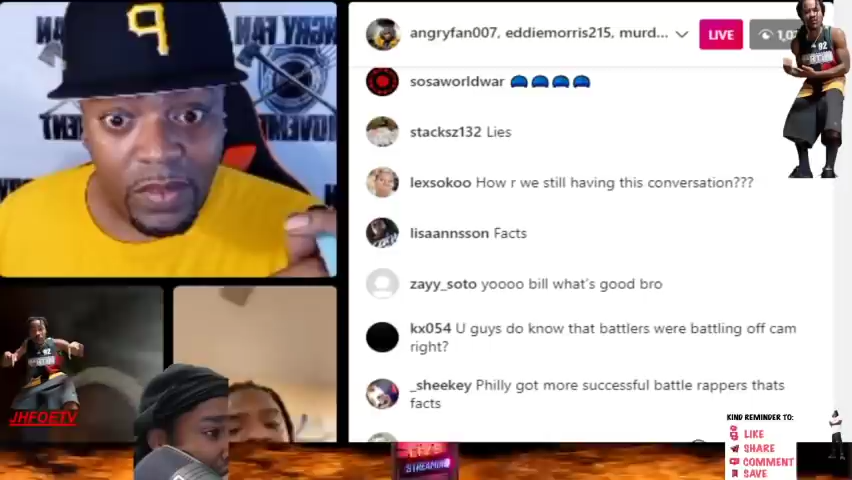 angryfan007, eddiemorris215, murd...
LIVE
sosaworldwar
stacksz132 Lies
lexsokoo How r we still having this conversation???
lisaannsson Facts
zayy_soto yoooo bill what's good bro
kx054 U guys do know that battlers were battling off cam
right?
_sheekey Philly got more successful battle rappers thats
facts
JHFOETV
LIVE
STREAMING
KIND REMINDER TO:
LIKE
SHARE
COMMENT
SAVE